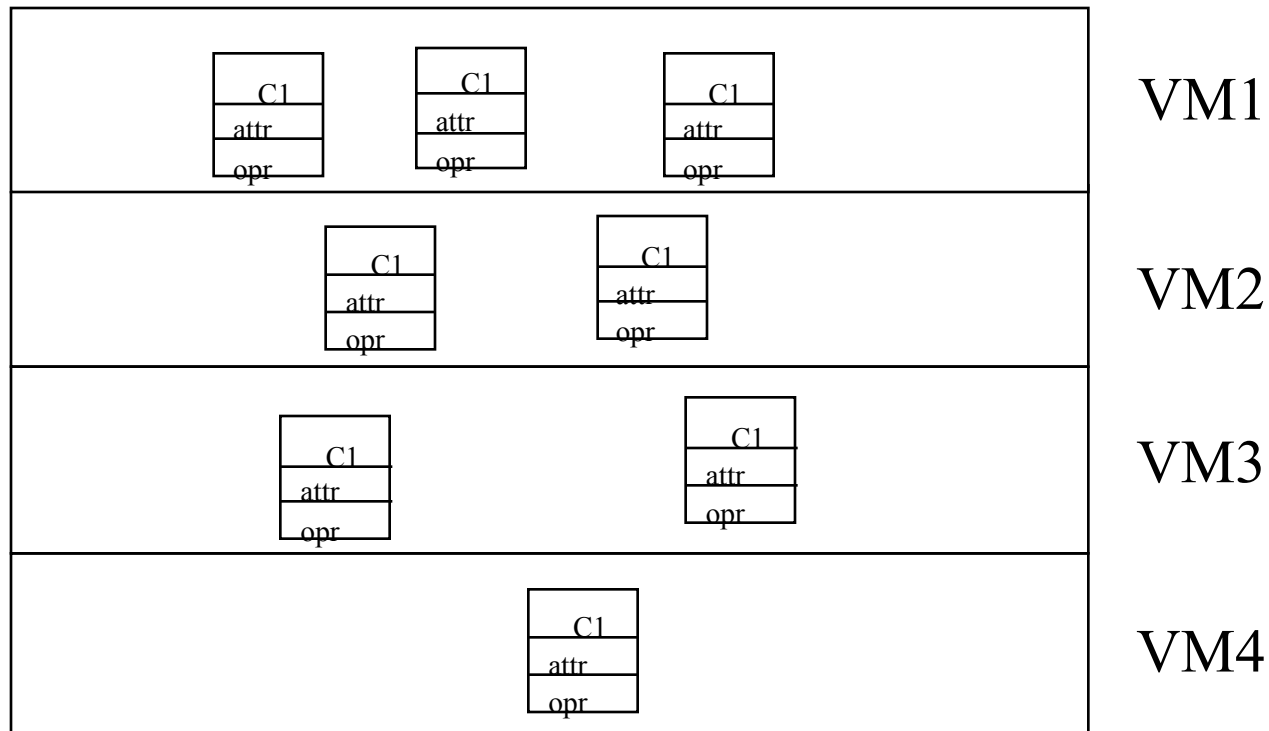 C1 C1 C1
attr attr attr
opr opr opr
VM1
C1 C1
attr attr
opr opr
VM2
C1 C1
attr attr
opr opr
VM3
C1
attr
opr
VM4